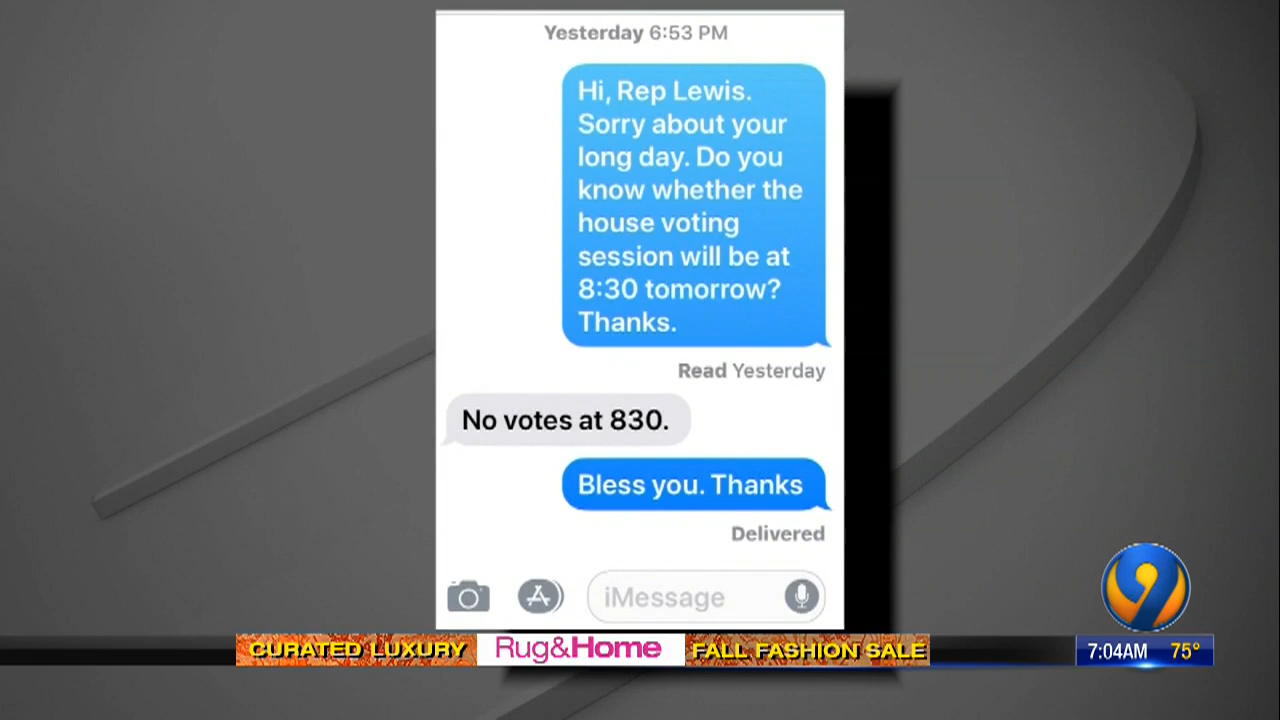 Yesterday 6:53 PM
Hi, Rep Lewis.
Sorry about your
long day. Do you
know whether the
house voting
session will be at
8:30 tomorrow?
Thanks.
Read Yesterday
No votes at 830.
Bless you. Thanks
Delivered
iMessage
9
CURATED LUXURY Rug&Home FALL FASHION SALE
7:04AM 75°